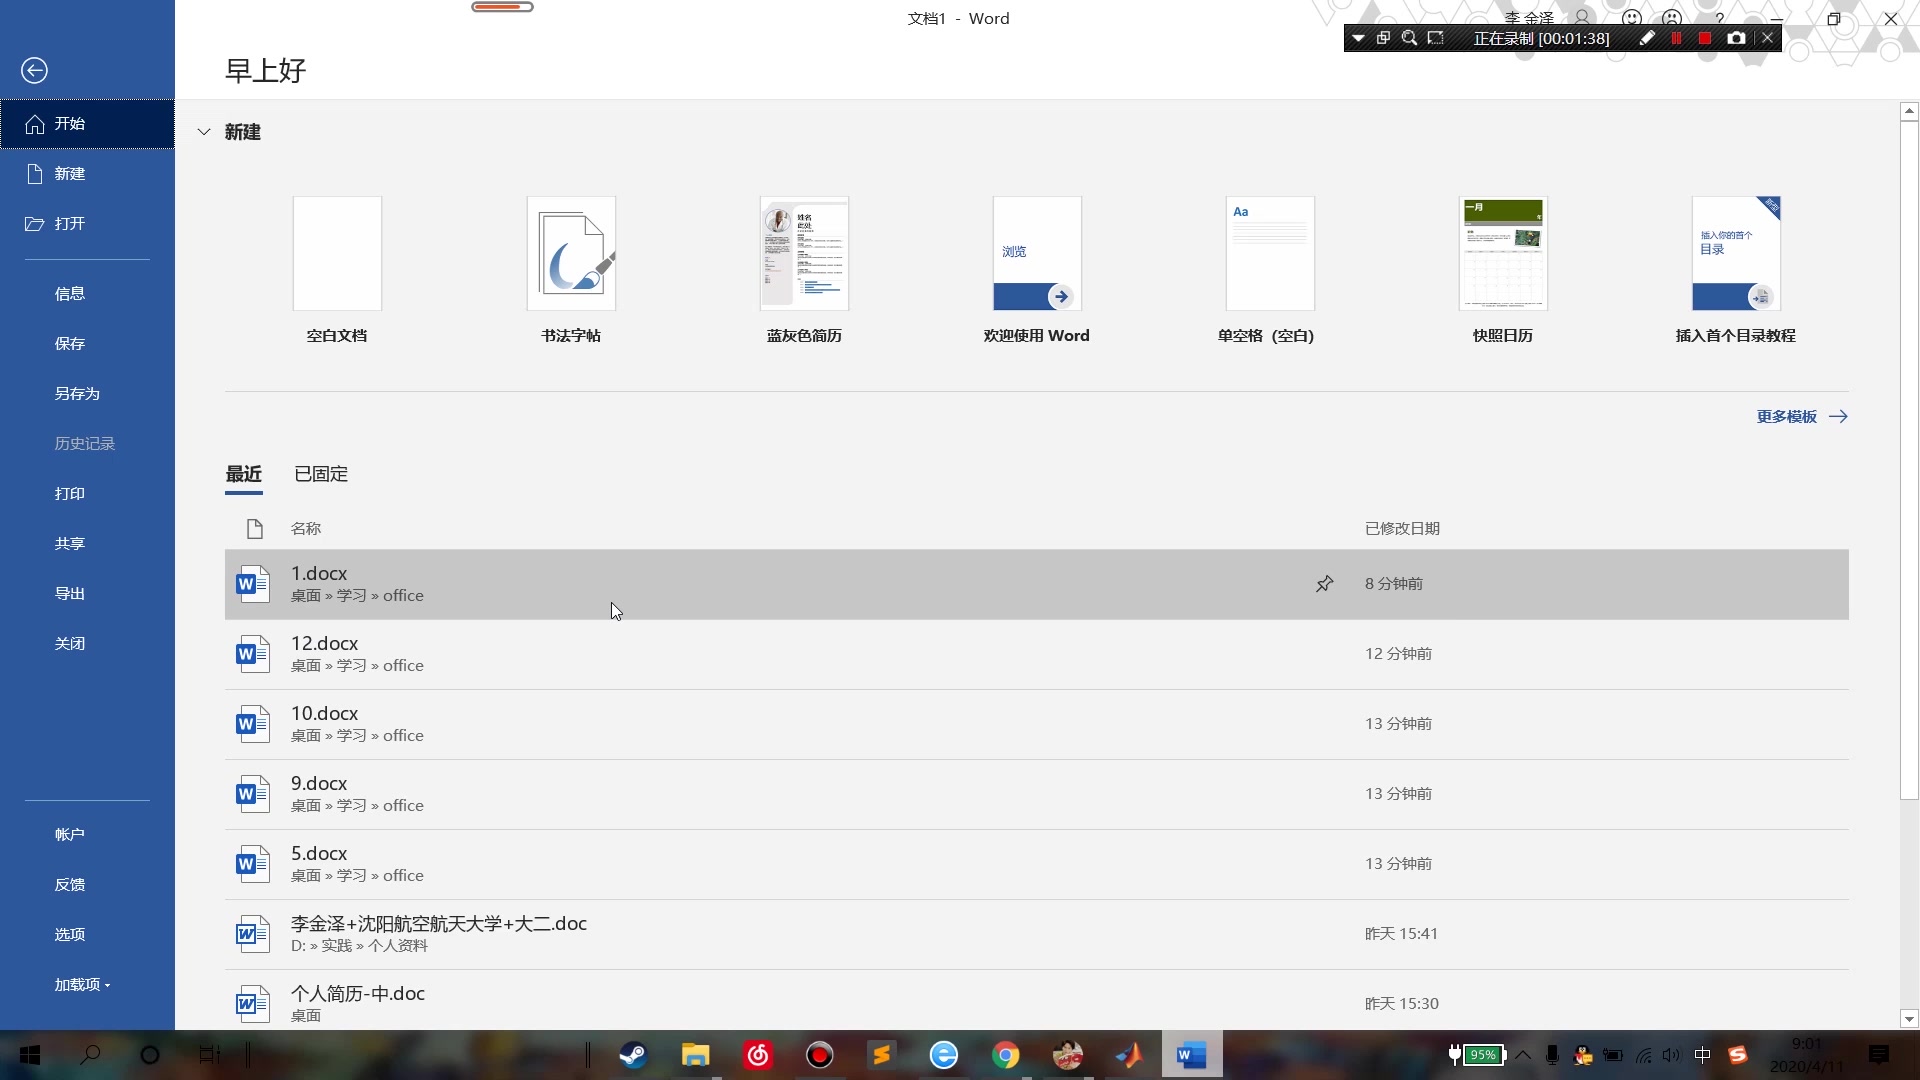 文档1 - Word
李 金泽
?
正在录制 [00:01:38]
早上好
开始
新建
打开
信息
保存
另存为
历史记录
打印
共享
导出
关闭
帐户
反馈
选项
加载项
新建
姓名
此处
浏览
Aa
一月
年
新型
插入你的首个
目录
空白文档
书法字帖
蓝灰色简历
欢迎使用 Word
单空格（空白）
快照日历
插入首个目录教程
更多模板
最近
已固定
名称
已修改日期
1.docx
桌面 » 学习 » office
8 分钟前
12.docx
桌面 » 学习 » office
12 分钟前
10.docx
桌面 » 学习 » office
13 分钟前
9.docx
桌面 » 学习 » office
13 分钟前
5.docx
桌面 » 学习 » office
13 分钟前
李金泽+沈阳航空航天大学+大二.doc
D: » 实践 » 个人资料
昨天 15:41
个人简历-中.doc
桌面
昨天 15:30
95%
中
9:01
2020/4/11